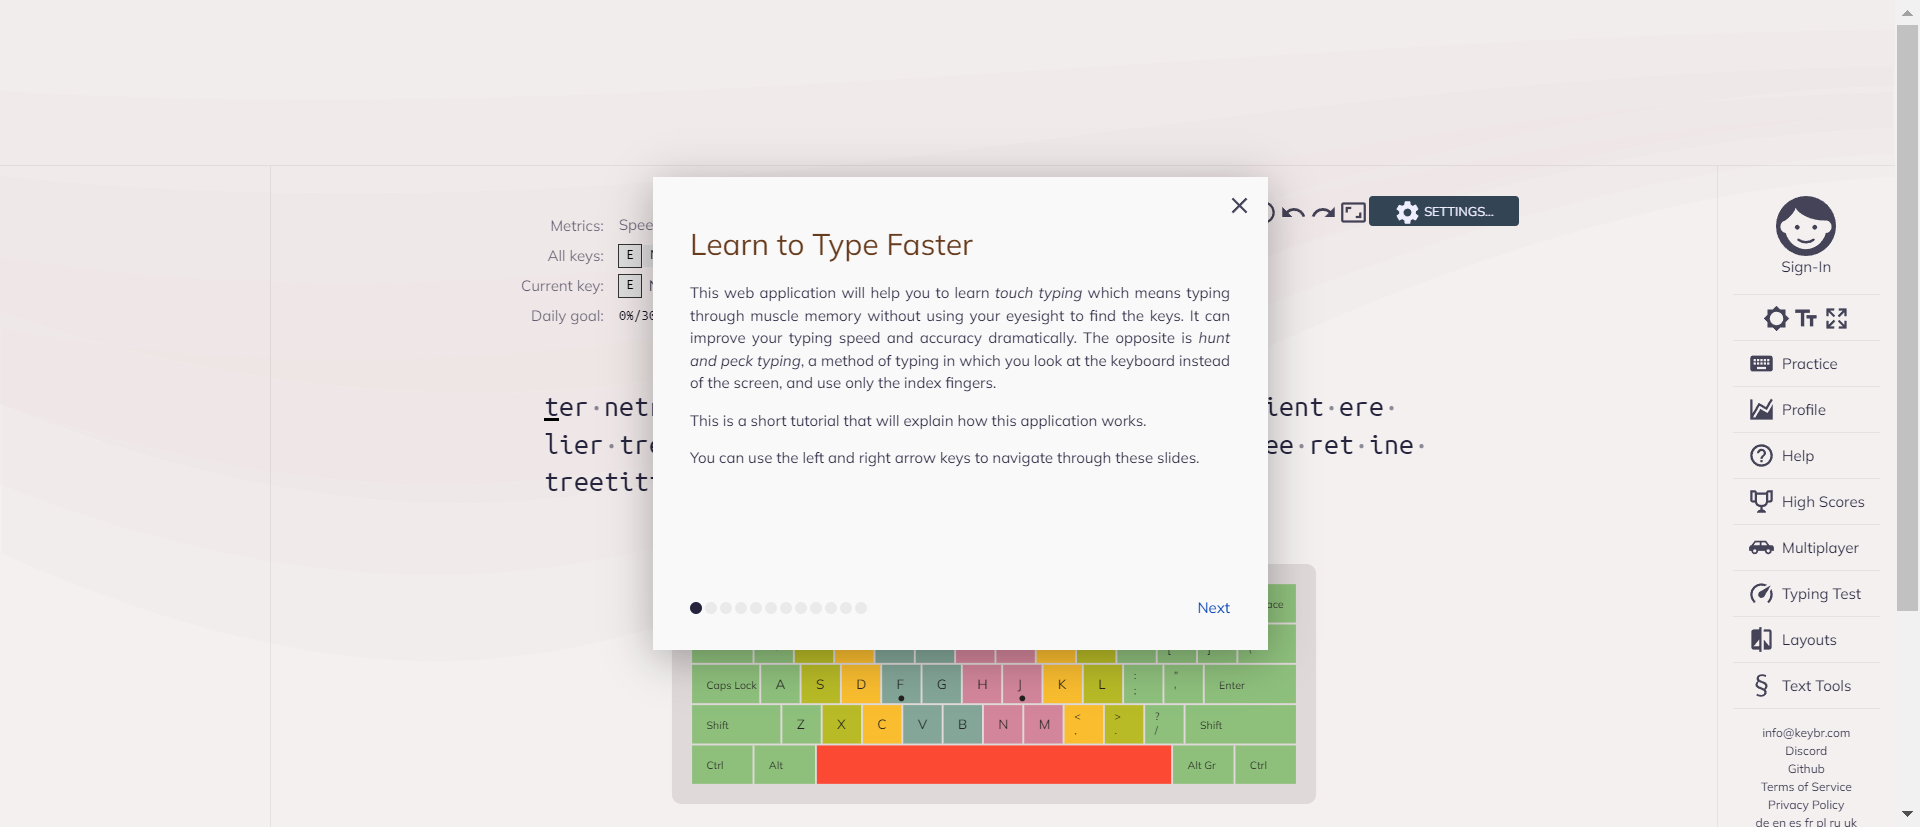 Metrics: Spee
All keys: E
Current key: E
Daily goal: 0%/30
SETTINGS...
Learn to Type Faster
This web application will help you to learn touch typing which means typing
through muscle memory without using your eyesight to find the keys. It can
improve your typing speed and accuracy dramatically. The opposite is hunt
and peck typing, a method of typing in which you look at the keyboard instead
of the screen, and use only the index fingers.
This is a short tutorial that will explain how this application works.
You can use the left and right arrow keys to navigate through these slides.
Next
ter·netr ient·ere·
lier·tre ee·ret·ine·
treetit
ace
Caps Lock A S D F G H J K L : ; " ' Enter
Shift Z X C V B N M < , > . ? / Shift
Ctrl Alt Alt Gr Ctrl
Sign-In
Practice
Profile
Help
High Scores
Multiplayer
Typing Test
Layouts
§ Text Tools
info@keybr.com
Discord
Github
Terms of Service
Privacy Policy
de en es fr pl ru uk